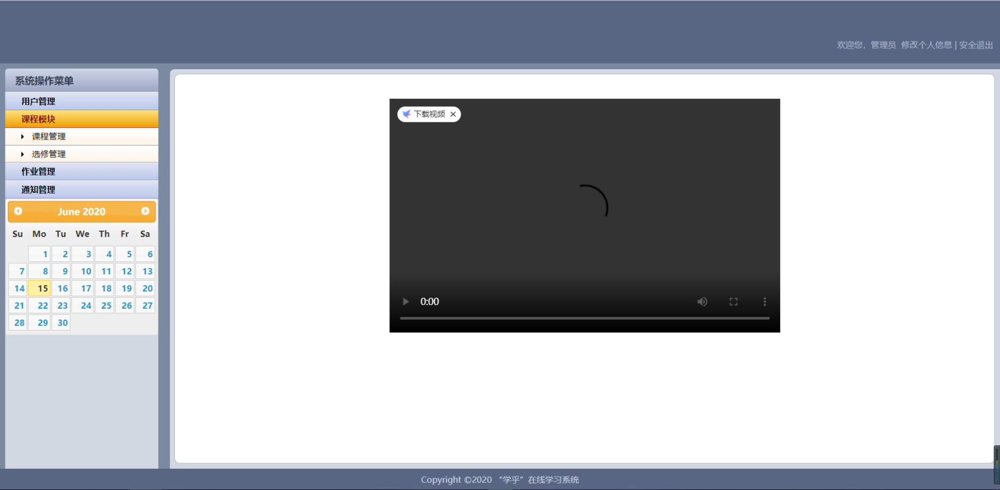 欢迎您，管理员 修改个人信息 | 安全退出
系统操作菜单
用户管理
课程模块
课程管理
选修管理
作业管理
通知管理
June 2020
Su Mo Tu We Th Fr Sa
1 2 3 4 5 6
7 8 9 10 11 12 13
14 15 16 17 18 19 20
21 22 23 24 25 26 27
28 29 30
下载视频 ×
0:00
Copyright ©2020 “学乎”在线学习系统